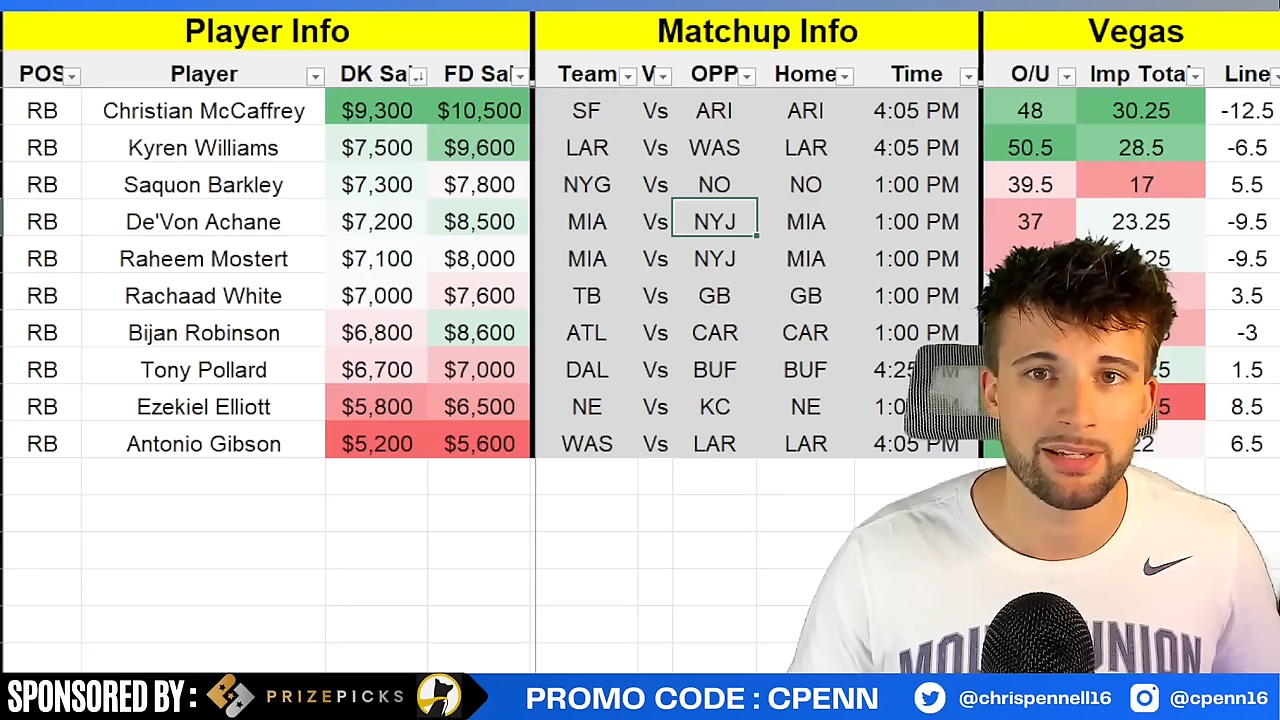 Player Info Matchup Info Vegas
POS Player DK Sal FD Sal Team V OPP Home Time O/U Imp Total Line
RB Christian McCaffrey $9,300 $10,500 SF Vs ARI ARI 4:05 PM 48 30.25 -12.5
RB Kyren Williams $7,500 $9,600 LAR Vs WAS LAR 4:05 PM 50.5 28.5 -6.5
RB Saquon Barkley $7,300 $7,800 NYG Vs NO NO 1:00 PM 39.5 17 5.5
RB De'Von Achane $7,200 $8,500 MIA Vs NYJ MIA 1:00 PM 37 23.25 -9.5
RB Raheem Mostert $7,100 $8,000 MIA Vs NYJ MIA 1:00 PM 25 -9.5
RB Rachaad White $7,000 $7,600 TB Vs GB GB 1:00 PM 3.5
RB Bijan Robinson $6,800 $8,600 ATL Vs CAR CAR 1:00 PM -3
RB Tony Pollard $6,700 $7,000 DAL Vs BUF BUF 4:25 5 1.5
RB Ezekiel Elliott $5,800 $6,500 NE Vs KC NE 1:0 5 8.5
RB Antonio Gibson $5,200 $5,600 WAS Vs LAR LAR 4:05 PM 22 6.5
SPONSORED BY : PRIZEPICKS PROMO CODE : CPENN @chrispennell16 @cpenn16